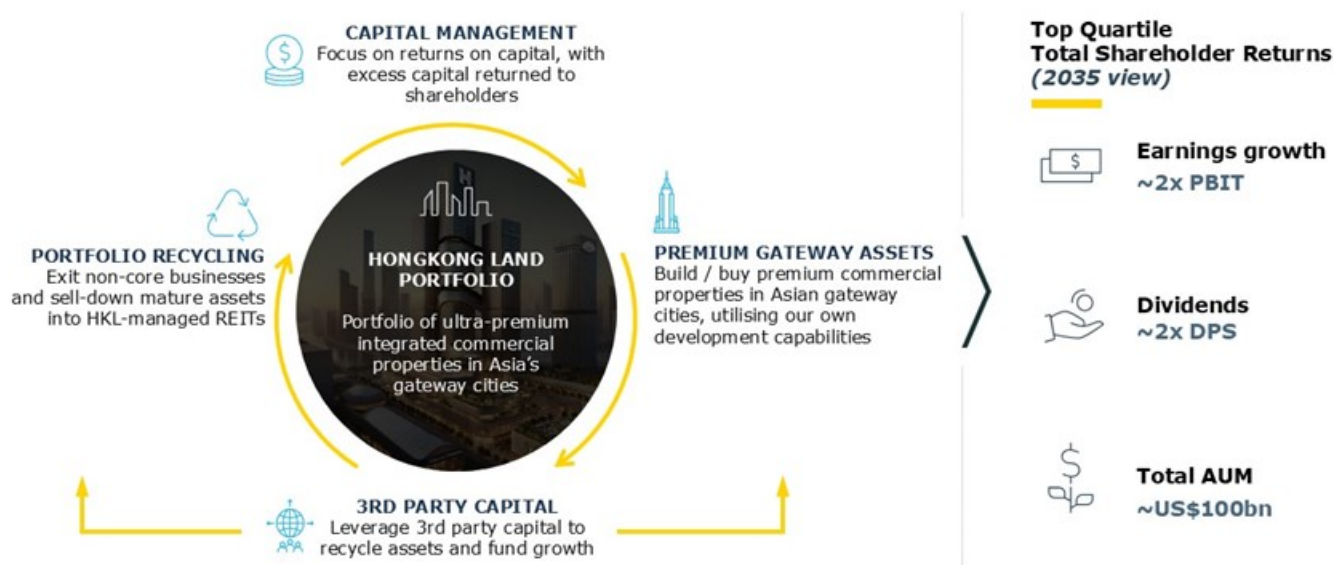 CAPITAL MANAGEMENT
Focus on returns on capital, with
excess capital returned to
shareholders
PORTFOLIO RECYCLING
Exit non-core businesses
and sell-down mature assets
into HKL-managed REITs
HONGKONG LAND
PORTFOLIO
Portfolio of ultra-premium
integrated commercial
properties in Asia's
gateway cities
PREMIUM GATEWAY ASSETS
Build / buy premium commercial
properties in Asian gateway
cities, utilising our own
development capabilities
3RD PARTY CAPITAL
Leverage 3rd party capital to
recycle assets and fund growth
Top Quartile
Total Shareholder Returns
(2035 view)
Earnings growth
~2x PBIT
Dividends
~2x DPS
Total AUM
~US$100bn